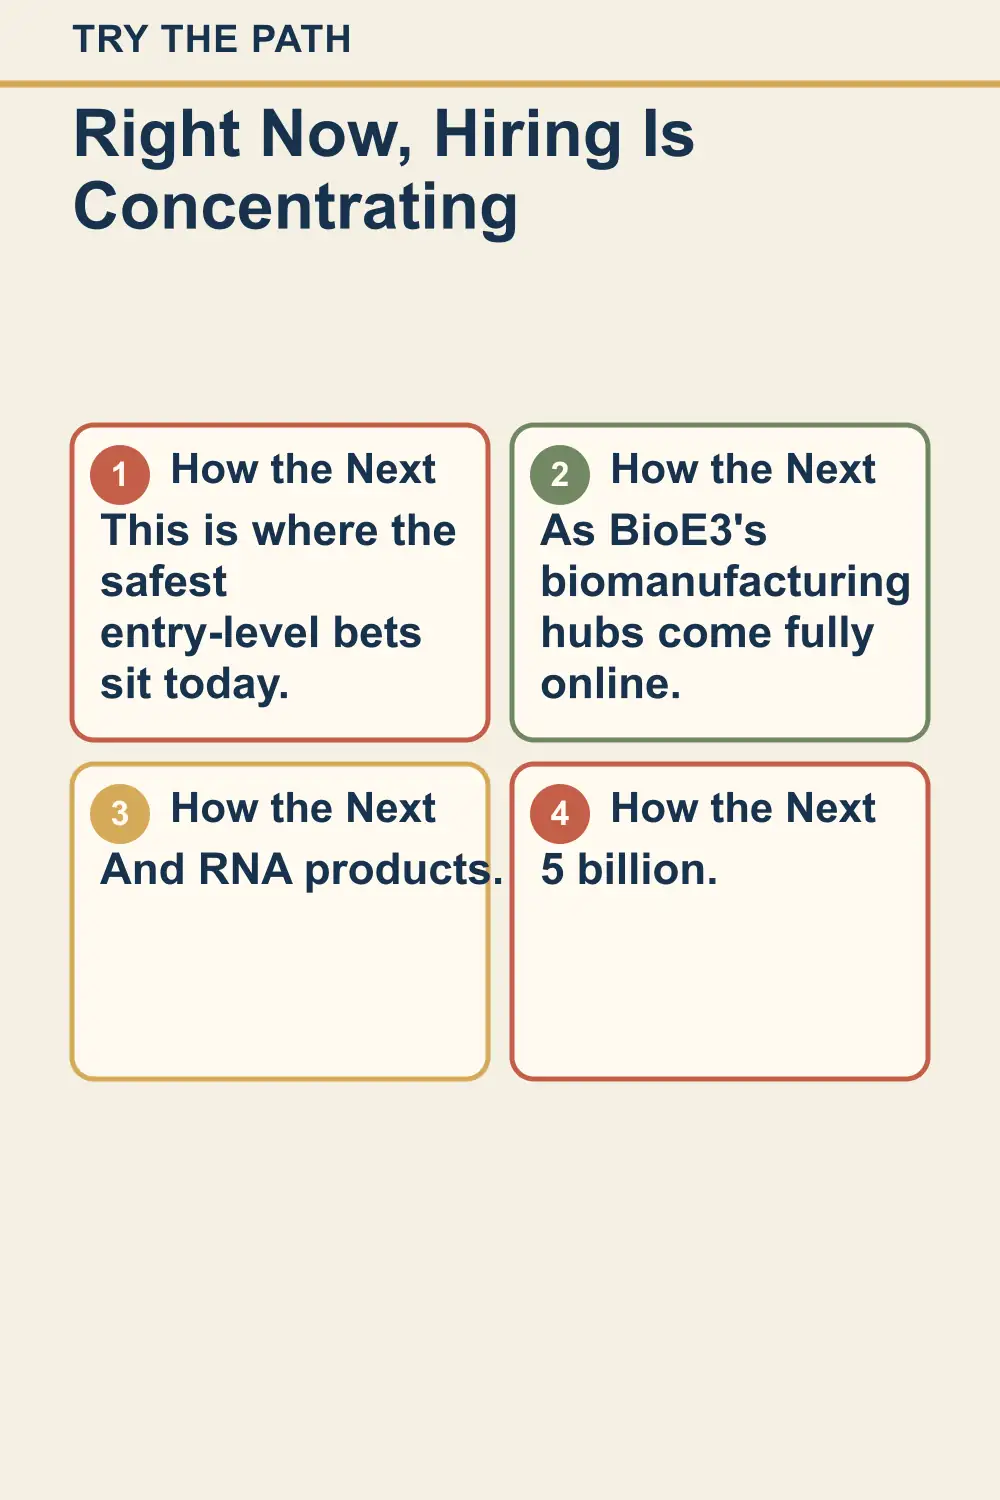 TRY THE PATH
Right Now, Hiring Is
Concentrating
1 How the Next
This is where the
safest
entry-level bets
sit today.
2 How the Next
As BioE3's
biomanufacturing
hubs come fully
online.
3 How the Next
And RNA products.
4 How the Next
5 billion.